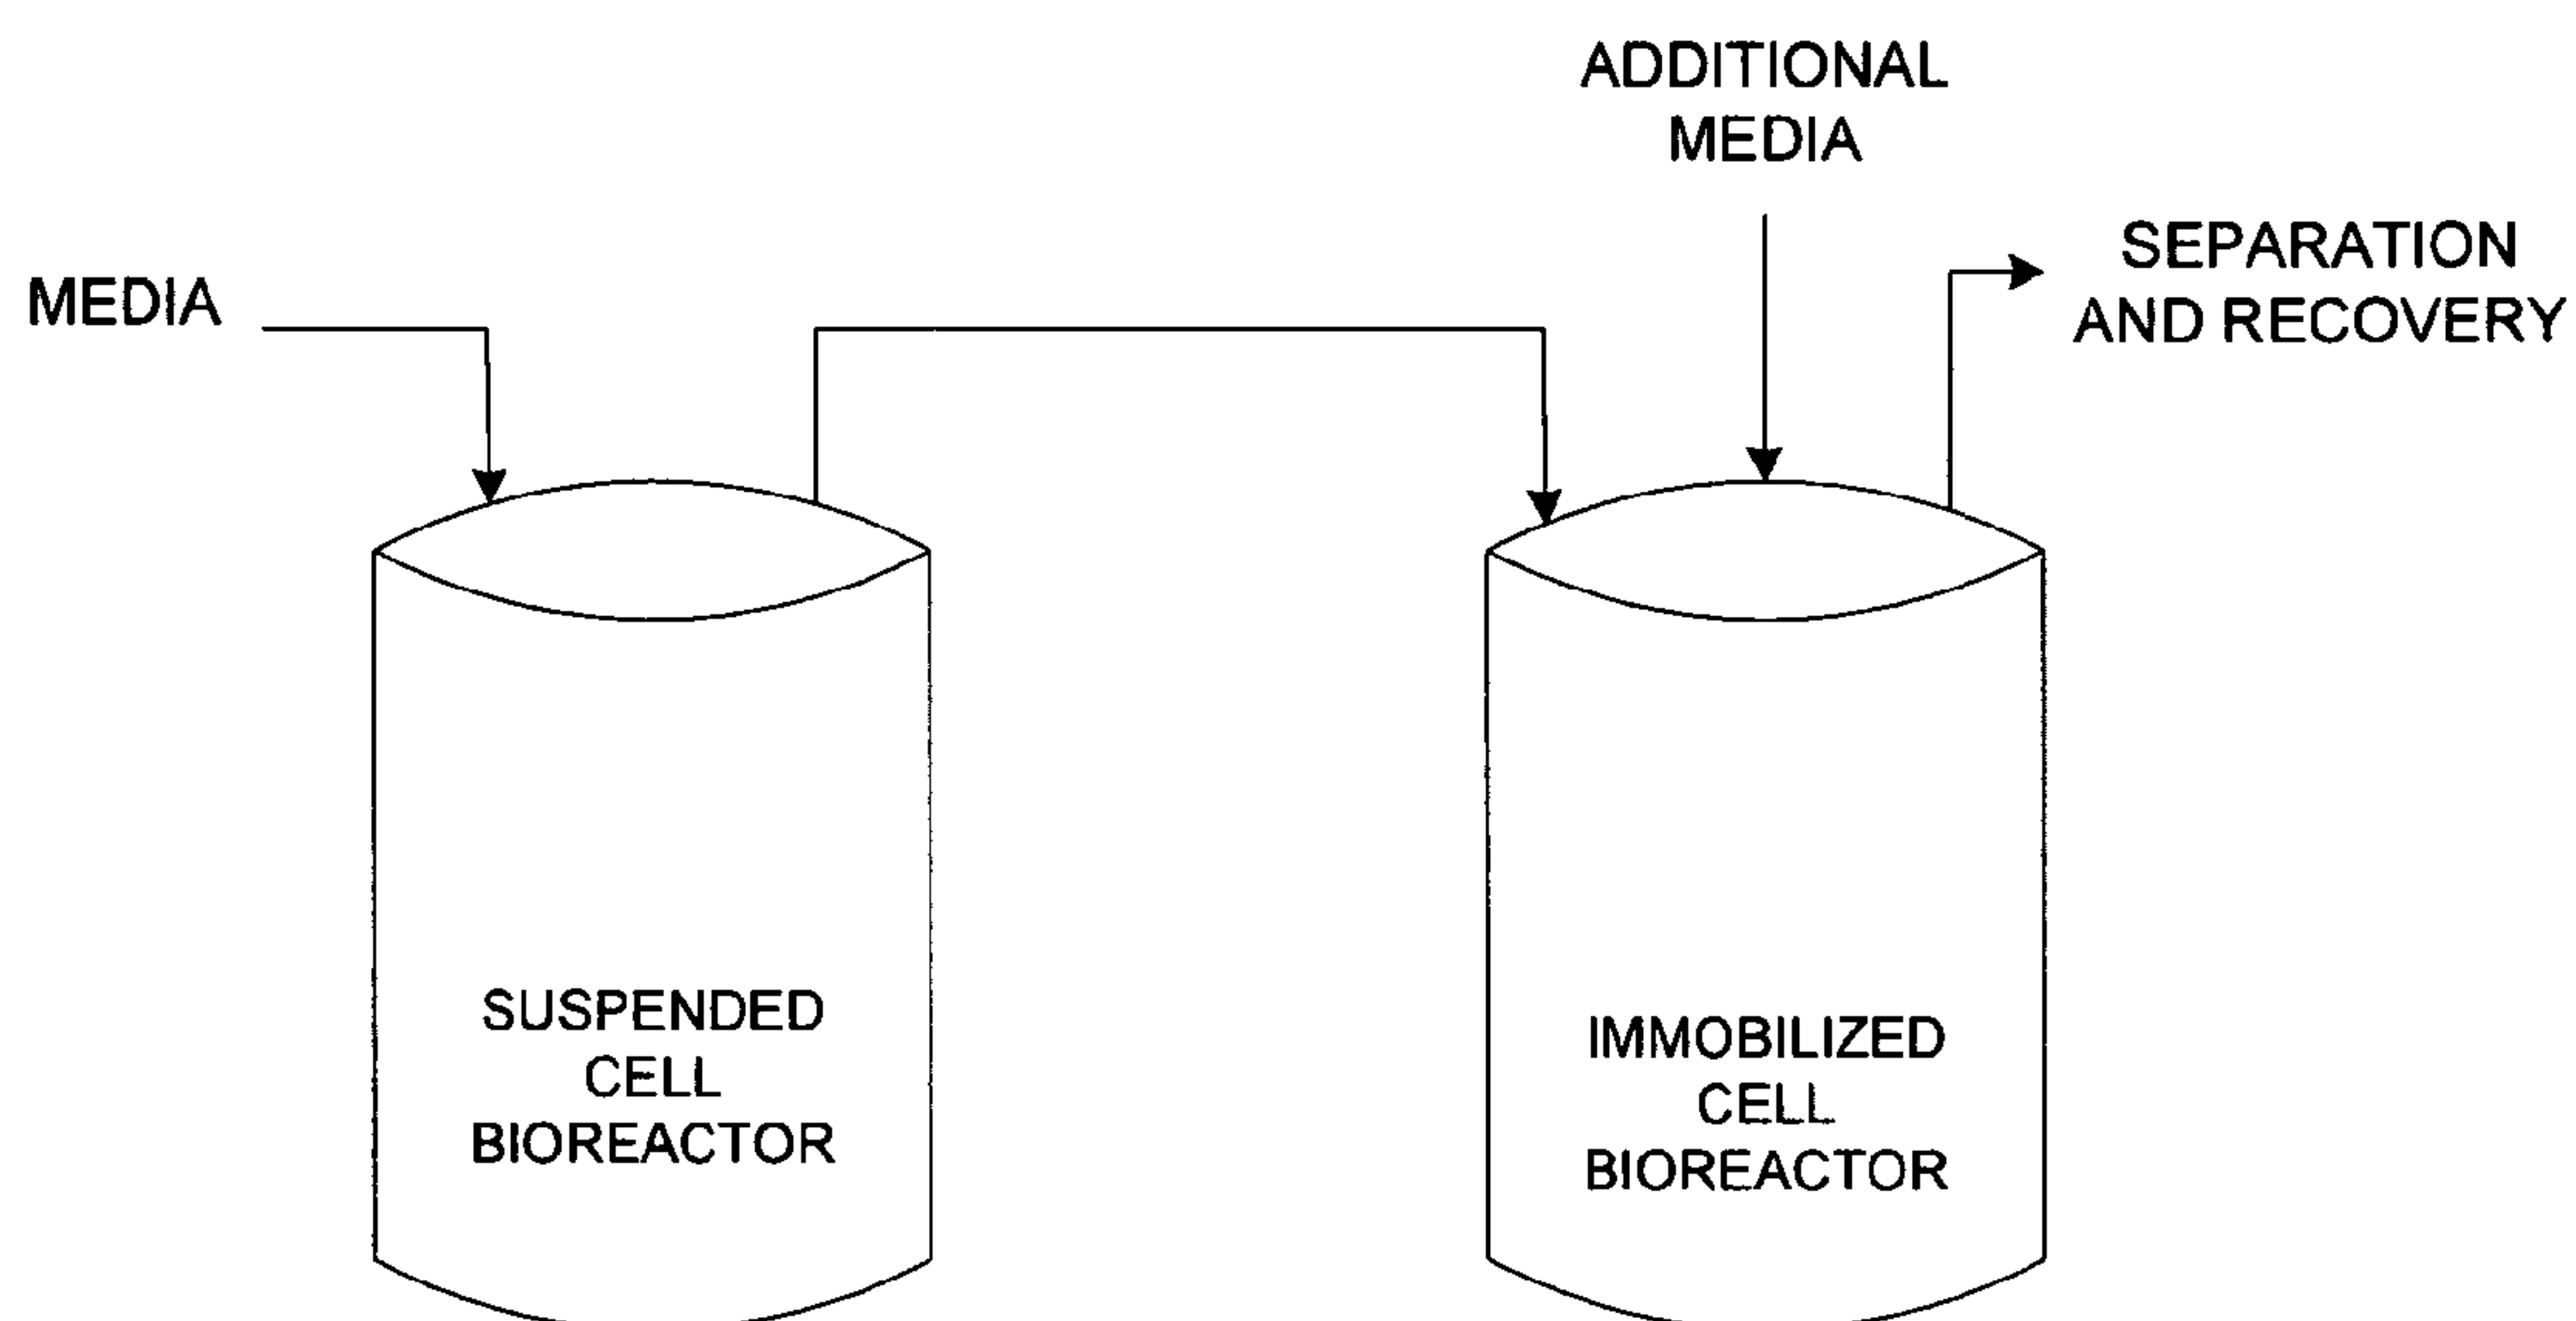 ADDITIONAL
MEDIA
SEPARATION
AND RECOVERY
MEDIA
SUSPENDED
CELL
BIOREACTOR
IMMOBILIZED
CELL
BIOREACTOR